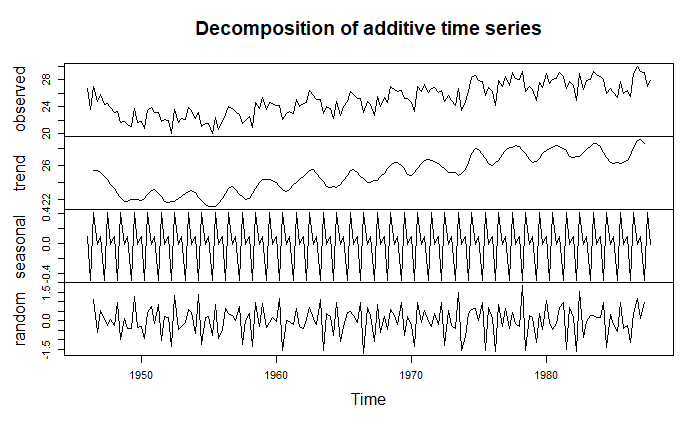 Decomposition of additive time series
observed
20 24 28
trend
22 26
seasonal
-0.4 0.0 0.4
random
-1.5 0.0 1.5
1950 1960 1970 1980
Time